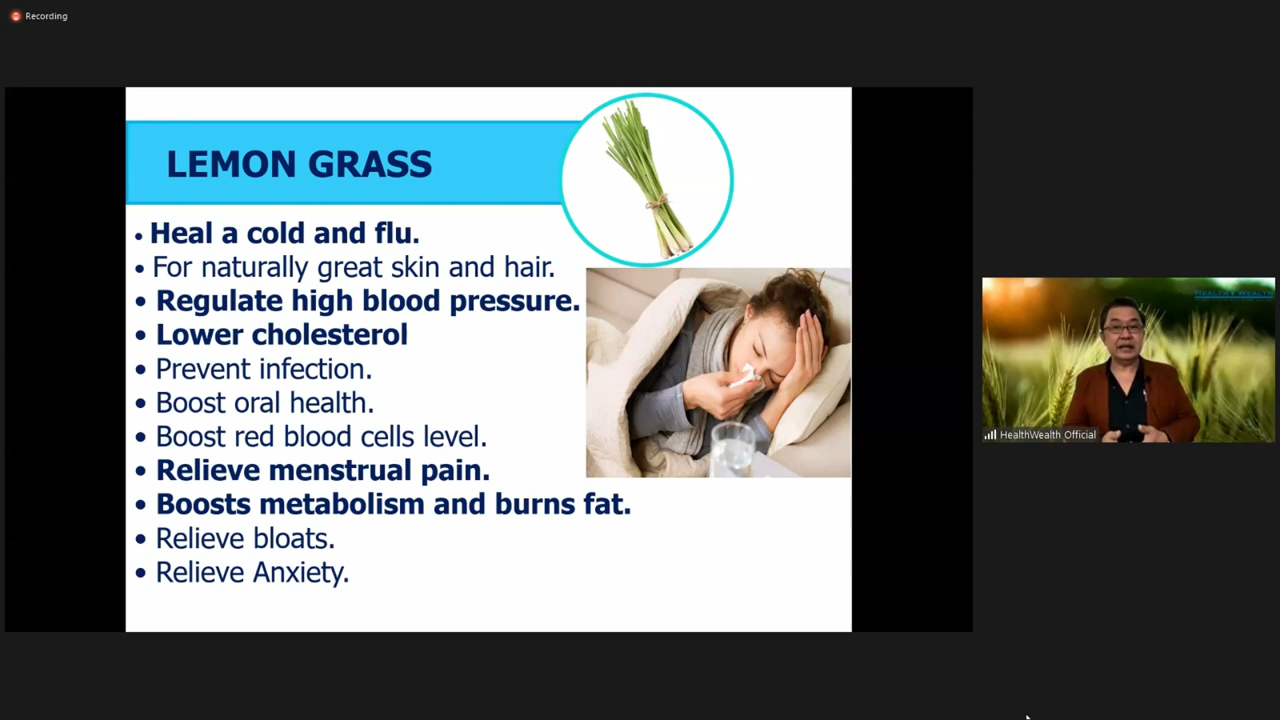 Recording
LEMON GRASS
• Heal a cold and flu.
• For naturally great skin and hair.
• Regulate high blood pressure.
• Lower cholesterol
• Prevent infection.
• Boost oral health.
• Boost red blood cells level.
• Relieve menstrual pain.
• Boosts metabolism and burns fat.
• Relieve bloats.
• Relieve Anxiety.
HEALTHY WEALTH
HealthWealth Official